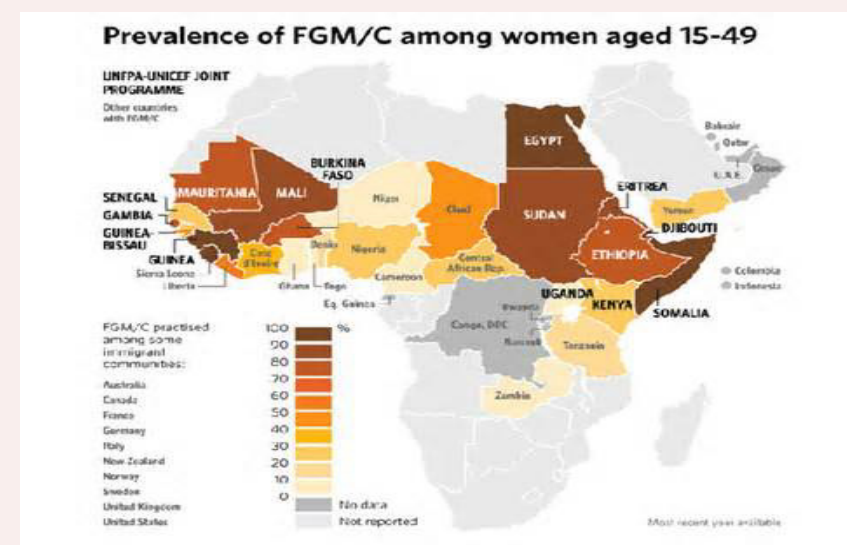 Prevalence of FGM/C among women aged 15-49
UNFPA-UNICEF JOINT
PROGRAMME
Other countries
with FGM/C
BURKINA
FASO
MAURITANIA
MALI
Niger
Chad
EGYPT
SUDAN
ERITREA
Bahrain
Qatar
U.A.E.
Oman
Yemen
DJIBOUTI
ETHIOPIA
SENEGAL
GAMBIA
GUINEA-
BISSAU
GUINEA
Sierra Leone
Liberia
Cote
d'Ivoire
Ghana
Togo
Benin
Nigeria
Cameroon
Central
African Rep.
Eq. Guinea
UGANDA
KENYA
SOMALIA
Colombia
Indonesia
Congo, DRC
Rwanda
Burundi
Tanzania
Zambia
FGM/C practised
among some
immigrant
communities:
Australia
Canada
France
Germany
Italy
New Zealand
Norway
Sweden
United Kingdom
United States
100 %
90
80
70
60
50
40
30
20
10
0
No data
Not reported
Most recent year available